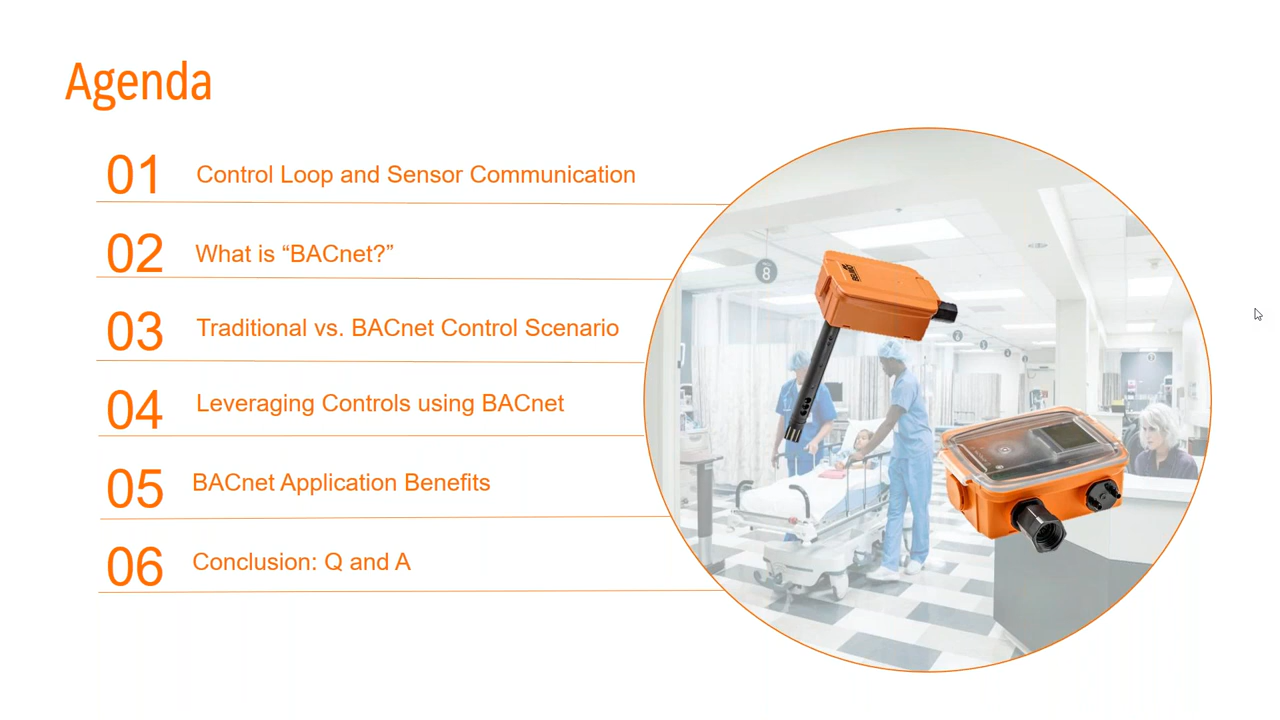 Agenda
01 Control Loop and Sensor Communication
02 What is “BACnet?”
03 Traditional vs. BACnet Control Scenario
04 Leveraging Controls using BACnet
05 BACnet Application Benefits
06 Conclusion: Q and A
8